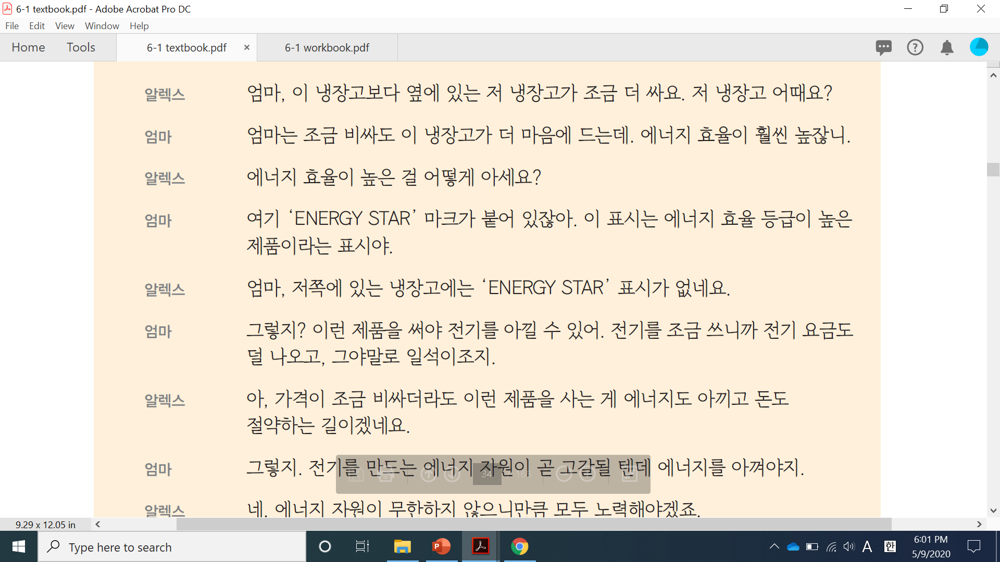 6-1 textbook.pdf - Adobe Acrobat Pro DC
File Edit View Window Help
Home Tools 6-1 textbook.pdf × 6-1 workbook.pdf
알렉스 엄마, 이 냉장고보다 옆에 있는 저 냉장고가 조금 더 싸요. 저 냉장고 어때요?
엄마 엄마는 조금 비싸도 이 냉장고가 더 마음에 드는데. 에너지 효율이 훨씬 높잖니.
알렉스 에너지 효율이 높은 걸 어떻게 아세요?
엄마 여기 ‘ENERGY STAR’ 마크가 붙어 있잖아. 이 표시는 에너지 효율 등급이 높은
제품이라는 표시야.
알렉스 엄마, 저쪽에 있는 냉장고에는 ‘ENERGY STAR’ 표시가 없네요.
엄마 그렇지? 이런 제품을 써야 전기를 아낄 수 있어. 전기를 조금 쓰니까 전기 요금도
덜 나오고, 그야말로 일석이조지.
알렉스 아, 가격이 조금 비싸더라도 이런 제품을 사는 게 에너지도 아끼고 돈도
절약하는 길이겠네요.
엄마 그렇지. 전기를 만드는 에너지 자원이 곧 고갈될 텐데 에너지를 아껴야지.
34 / 168
알렉스 네. 에너지 자원이 무한하지 않으니만큼 모두 노력해야겠죠.
9.29 x 12.05 in
Type here to search
A 한
6:01 PM
5/9/2020